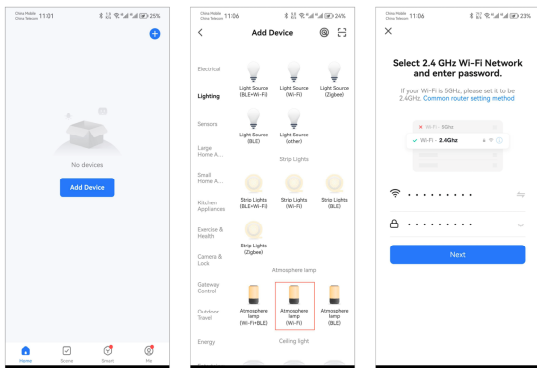 China Mobile
China Telecom 11:01
25%
No devices
Add Device
Home
Scene
Smart
Me
China Mobile
China Telecom 11:06
24%
Add Device
Electrical
Lighting
Sensors
Large
Home A...
Small
Home A...
Kitchen
Appliances
Exercise &
Health
Camera &
Lock
Gateway
Control
Outdoor
Travel
Energy
Light Source
(BLE+Wi-Fi)
Light Source
(Wi-Fi)
Light Source
(Zigbee)
Light Source
(BLE)
Light Source
(other)
Strip Lights
Strip Lights
(BLE+Wi-Fi)
Strip Lights
(Wi-Fi)
Strip Lights
(BLE)
Strip Lights
(Zigbee)
Atmosphere lamp
Atmosphere
lamp
(Wi-Fi+BLE)
Atmosphere
lamp
(Wi-Fi)
Atmosphere
lamp
(BLE)
Ceiling light
China Mobile
China Telecom 11:06
23%
Select 2.4 GHz Wi-Fi Network
and enter password.
If your Wi-Fi is 5GHz, please set it to be
2.4GHz. Common router setting method
Wi-Fi - 5Ghz
Wi-Fi - 2.4Ghz
Next